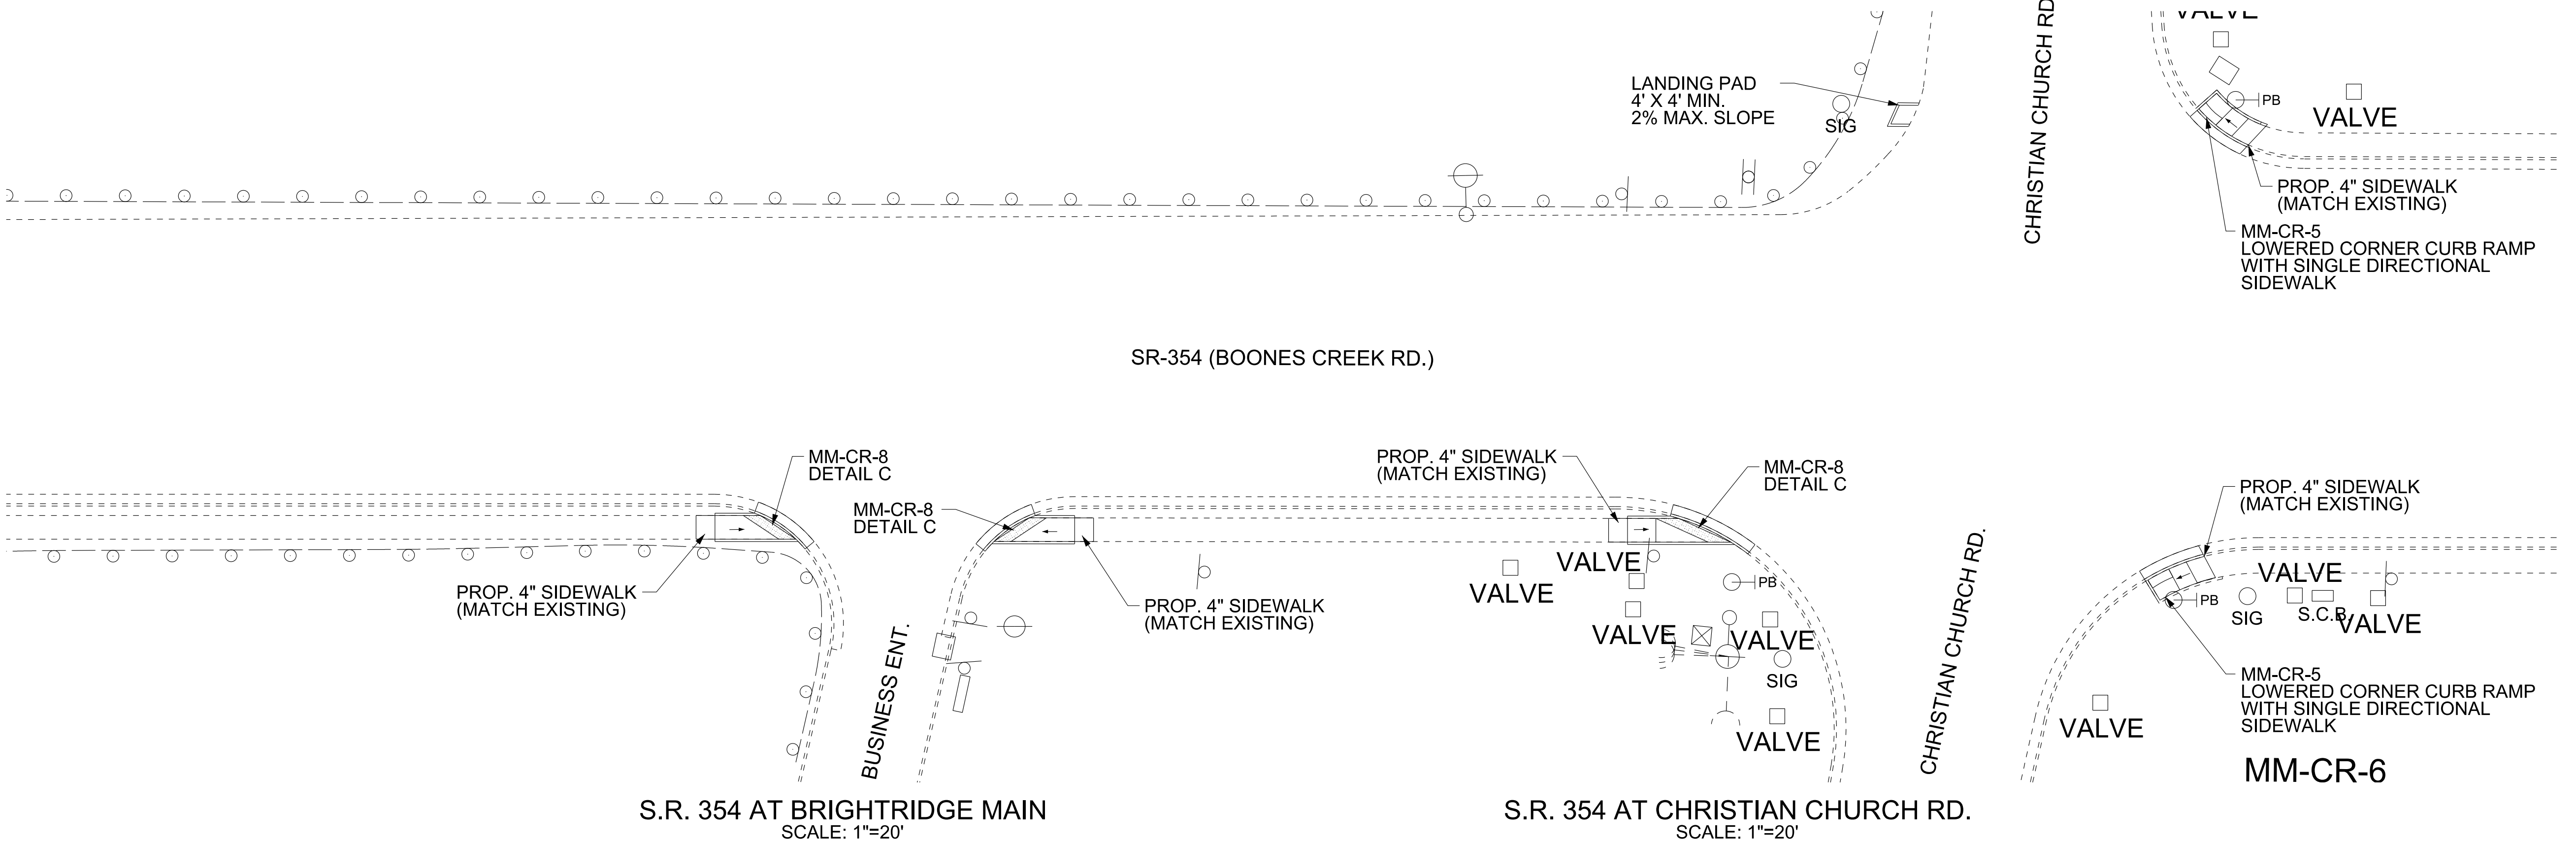 VALVE
CHRISTIAN CHURCH RD
LANDING PAD
4' X 4' MIN.
2% MAX. SLOPE
SIG
PB
VALVE
PROP. 4" SIDEWALK
(MATCH EXISTING)
MM-CR-5
LOWERED CORNER CURB RAMP
WITH SINGLE DIRECTIONAL
SIDEWALK
SR-354 (BOONES CREEK RD.)
MM-CR-8
DETAIL C
MM-CR-8
DETAIL C
PROP. 4" SIDEWALK
(MATCH EXISTING)
MM-CR-8
DETAIL C
PROP. 4" SIDEWALK
(MATCH EXISTING)
PROP. 4" SIDEWALK
(MATCH EXISTING)
PROP. 4" SIDEWALK
(MATCH EXISTING)
VALVE
VALVE
PB
VALVE
VALVE
SIG
VALVE
BUSINESS ENT.
CHRISTIAN CHURCH RD.
VALVE
PB
SIG
S.C.B.
VALVE
VALVE
MM-CR-5
LOWERED CORNER CURB RAMP
WITH SINGLE DIRECTIONAL
SIDEWALK
MM-CR-6
S.R. 354 AT BRIGHTRIDGE MAIN
SCALE: 1"=20'
S.R. 354 AT CHRISTIAN CHURCH RD.
SCALE: 1"=20'